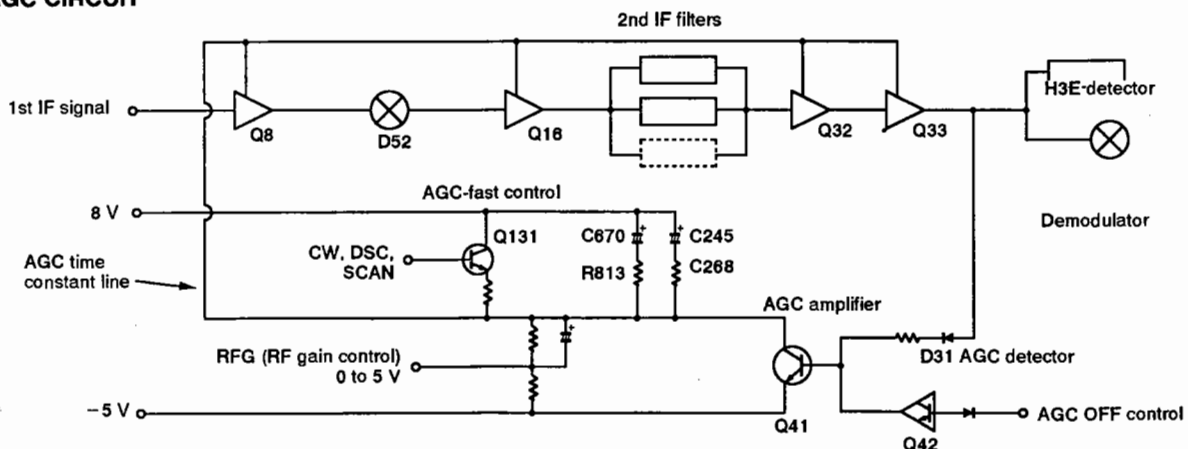 AGC CIRCUIT
2nd IF filters
1st IF signal
Q8
D52
Q16
Q32
Q33
H3E-detector
Demodulator
8 V
AGC-fast control
Q131
CW, DSC,
SCAN
C670
R813
C245
C268
AGC time
constant line
AGC amplifier
RFG (RF gain control)
0 to 5 V
D31 AGC detector
−5 V
Q41
Q42
AGC OFF control